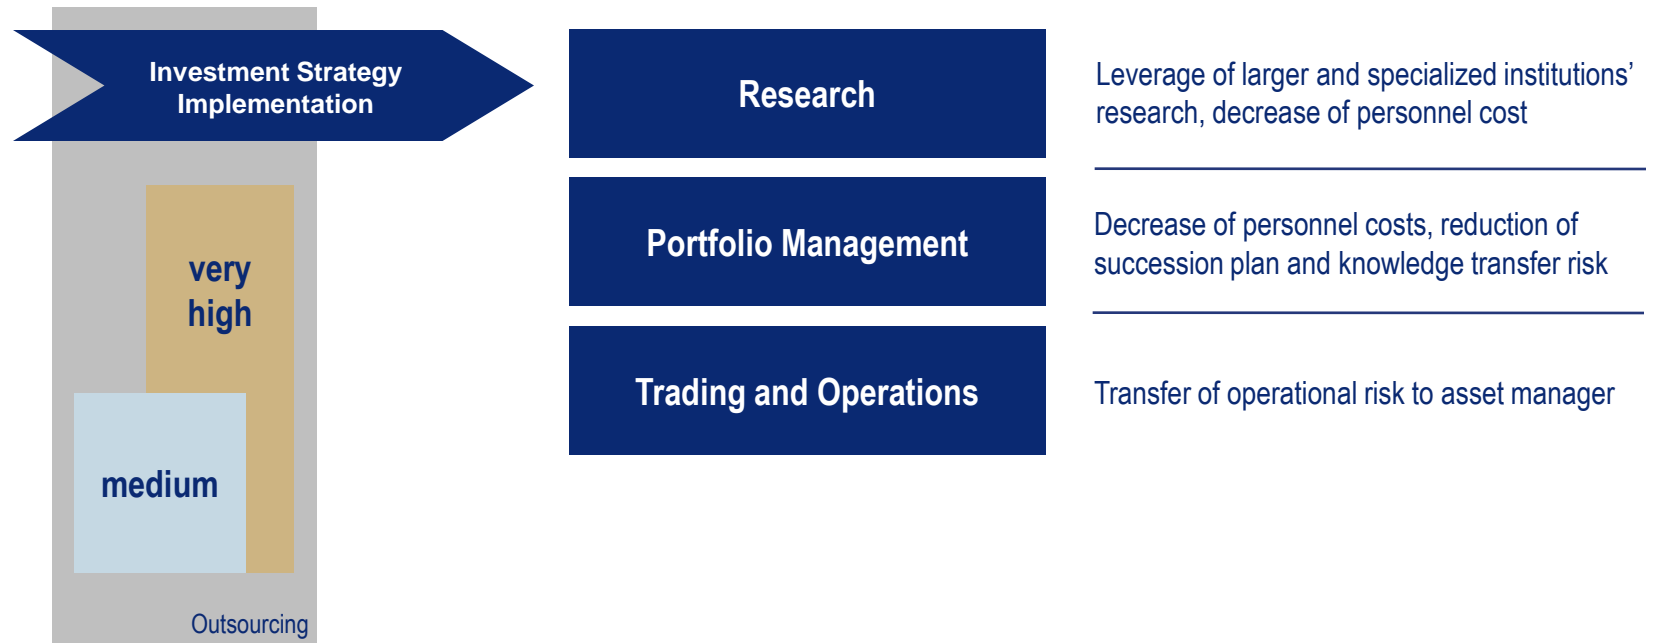 Investment Strategy
Implementation
very
high
medium
Outsourcing
Research
Leverage of larger and specialized institutions’
research, decrease of personnel cost
Portfolio Management
Decrease of personnel costs, reduction of
succession plan and knowledge transfer risk
Trading and Operations
Transfer of operational risk to asset manager